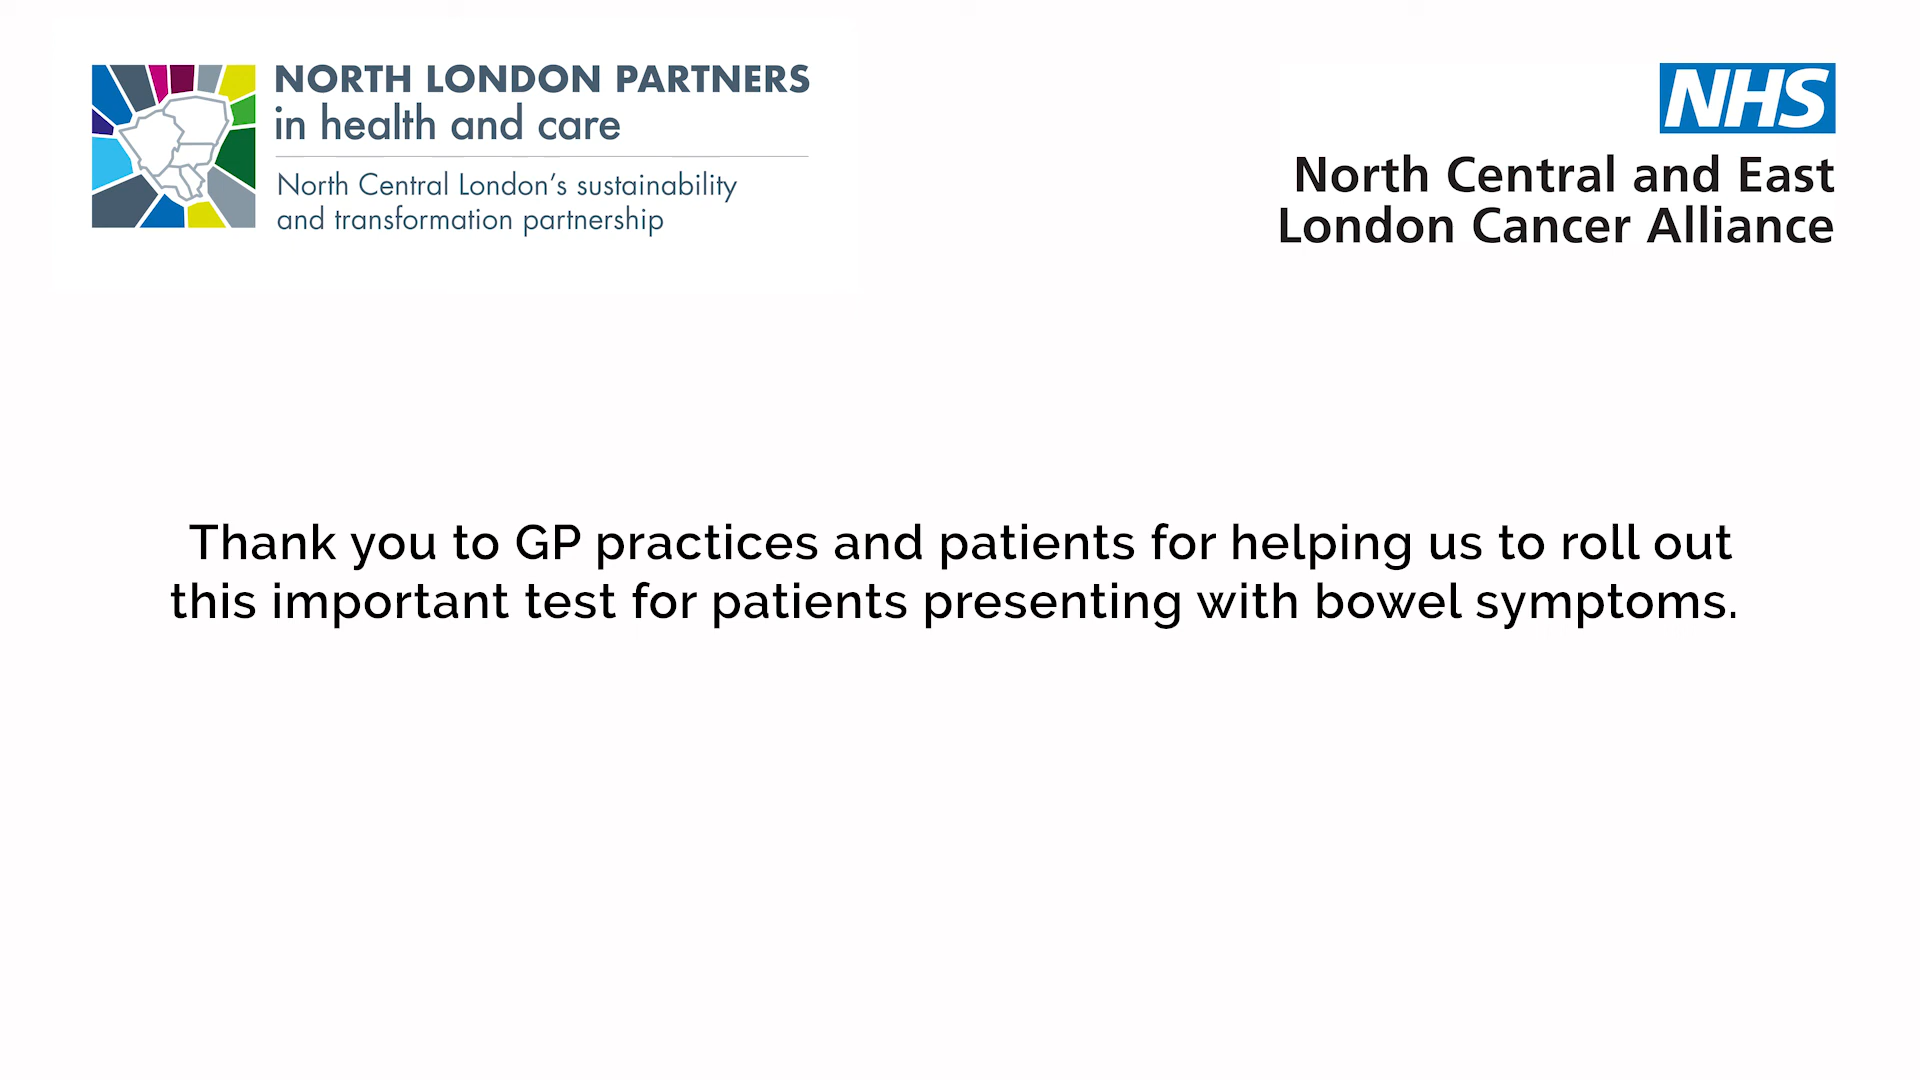 NORTH LONDON PARTNERS
in health and care
North Central London's sustainability
and transformation partnership
NHS
North Central and East
London Cancer Alliance
Thank you to GP practices and patients for helping us to roll out
this important test for patients presenting with bowel symptoms.